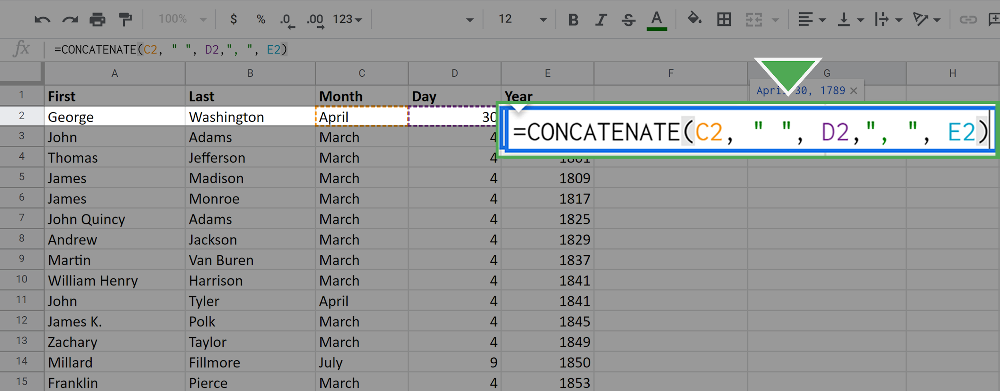 100% $ % .0 .00 123 12 B I S A
fx =CONCATENATE(C2, " ", D2,", ", E2)
A B C D E F G H
1 First Last Month Day Year
April 30, 1789 ×
2 George Washington April 30
=CONCATENATE(C2, " ", D2,", ", E2)
3 John Adams March 4
4 Thomas Jefferson March 4 1801
5 James Madison March 4 1809
6 James Monroe March 4 1817
7 John Quincy Adams March 4 1825
8 Andrew Jackson March 4 1829
9 Martin Van Buren March 4 1837
10 William Henry Harrison March 4 1841
11 John Tyler April 4 1841
12 James K. Polk March 4 1845
13 Zachary Taylor March 4 1849
14 Millard Fillmore July 9 1850
15 Franklin Pierce March 4 1853